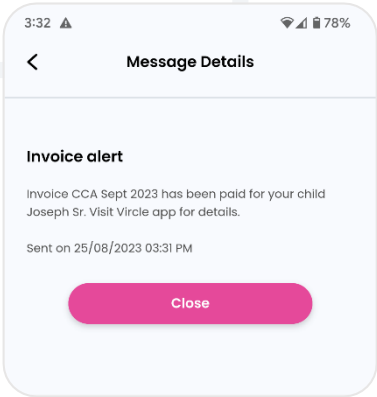 3:32 78%
Message Details
Invoice alert
Invoice CCA Sept 2023 has been paid for your child
Joseph Sr. Visit Vircle app for details.
Sent on 25/08/2023 03:31 PM
Close